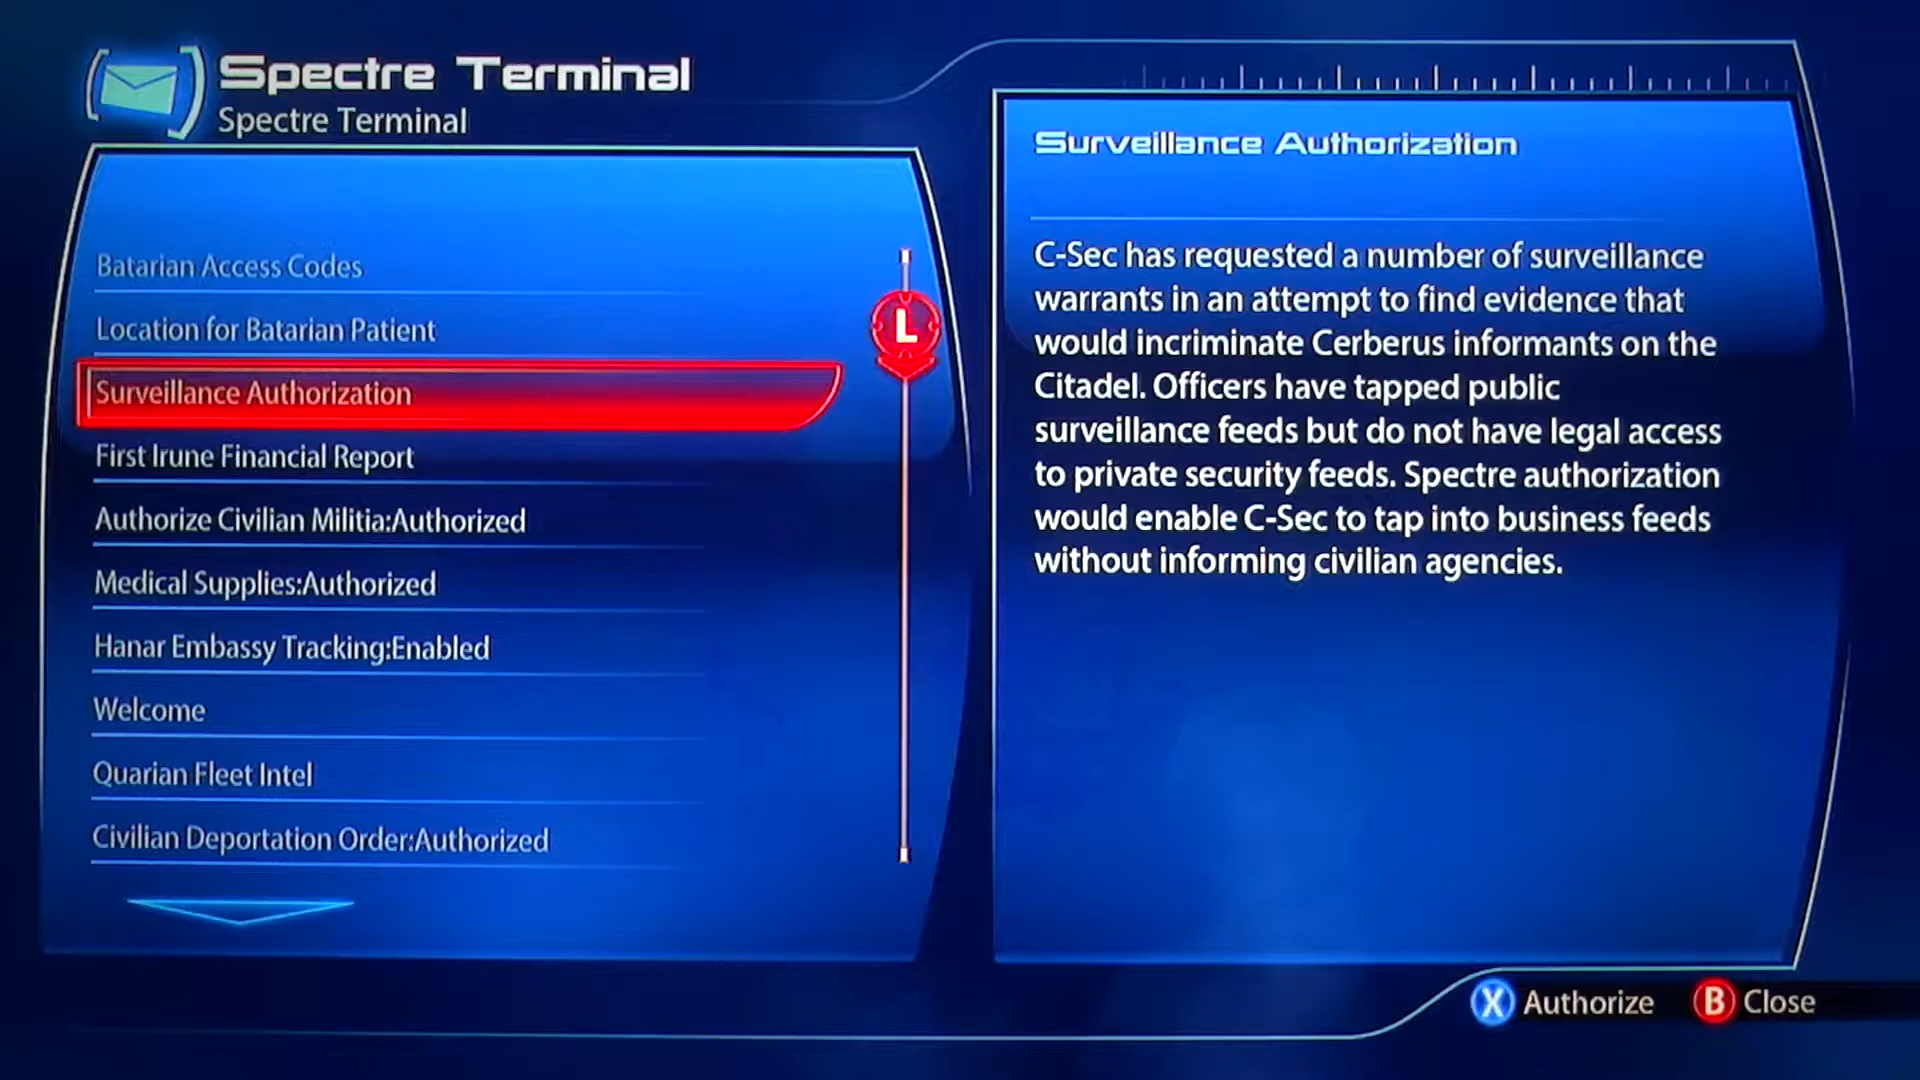 Spectre Terminal
Spectre Terminal
Batarian Access Codes
Location for Batarian Patient
Surveillance Authorization
First Irune Financial Report
Authorize Civilian Militia:Authorized
Medical Supplies:Authorized
Hanar Embassy Tracking:Enabled
Welcome
Quarian Fleet Intel
Civilian Deportation Order:Authorized
L
Surveillance Authorization
C-Sec has requested a number of surveillance
warrants in an attempt to find evidence that
would incriminate Cerberus informants on the
Citadel. Officers have tapped public
surveillance feeds but do not have legal access
to private security feeds. Spectre authorization
would enable C-Sec to tap into business feeds
without informing civilian agencies.
X Authorize B Close